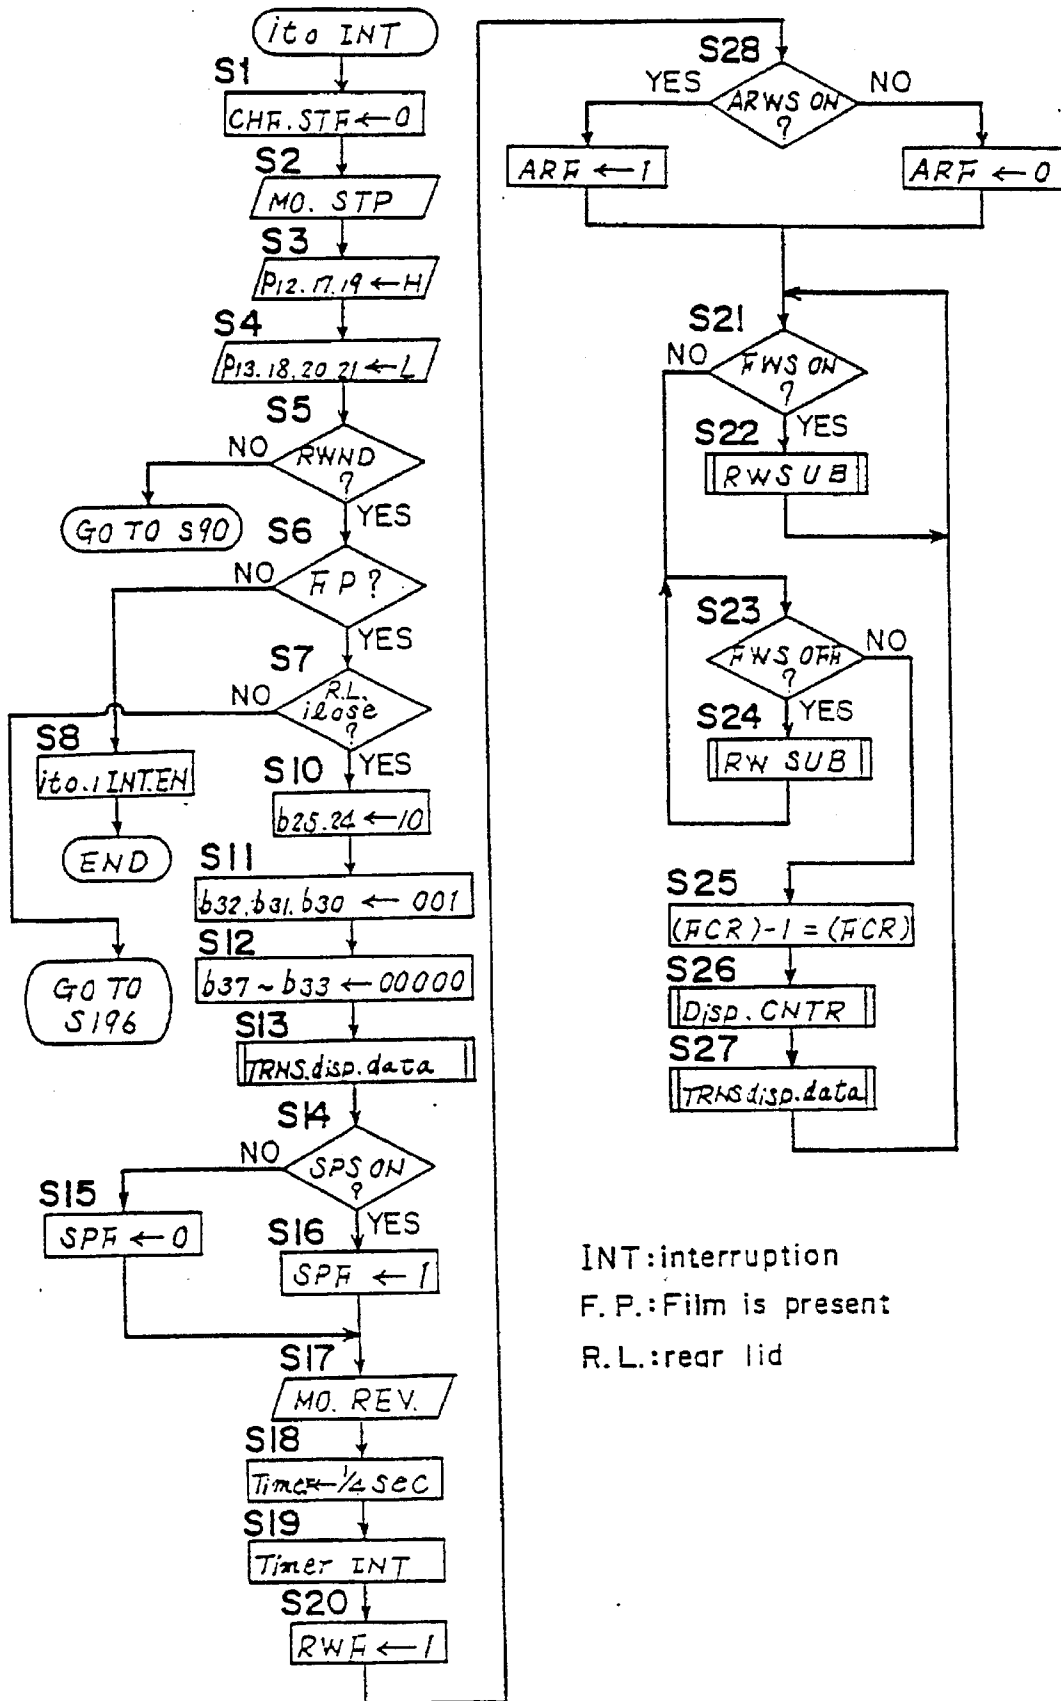 ito INT
S1
CHF.STF ← 0
S2
MO. STP
S3
P12.17.19 ← H
S4
P13.18.20.21 ← L
S5
RWND
?
NO
YES
GO TO S90
S6
F P ?
NO
YES
S7
R.L.
close
?
NO
YES
S8
ito.1 INT.EN
END
GO TO
S196
S10
b25.24 ← 10
S11
b32.b31.b30 ← 001
S12
b37 ~ b33 ← 00000
S13
TRNS.disp.data
S14
SPS ON
?
NO
YES
S15
SPF ← 0
S16
SPF ← 1
S17
MO. REV.
S18
Time ← 1/4 sec
S19
Timer INT
S20
RWF ← 1
S28
ARWS ON
?
YES
NO
ARF ← 1
ARF ← 0
S21
FWS ON
?
NO
YES
S22
RWSUB
S23
FWS OFF
?
NO
YES
S24
RW SUB
S25
(FCR)-1 = (FCR)
S26
Disp. CNTR
S27
TRNS disp.data
INT:interruption
F. P.:Film is present
R.L.:rear lid